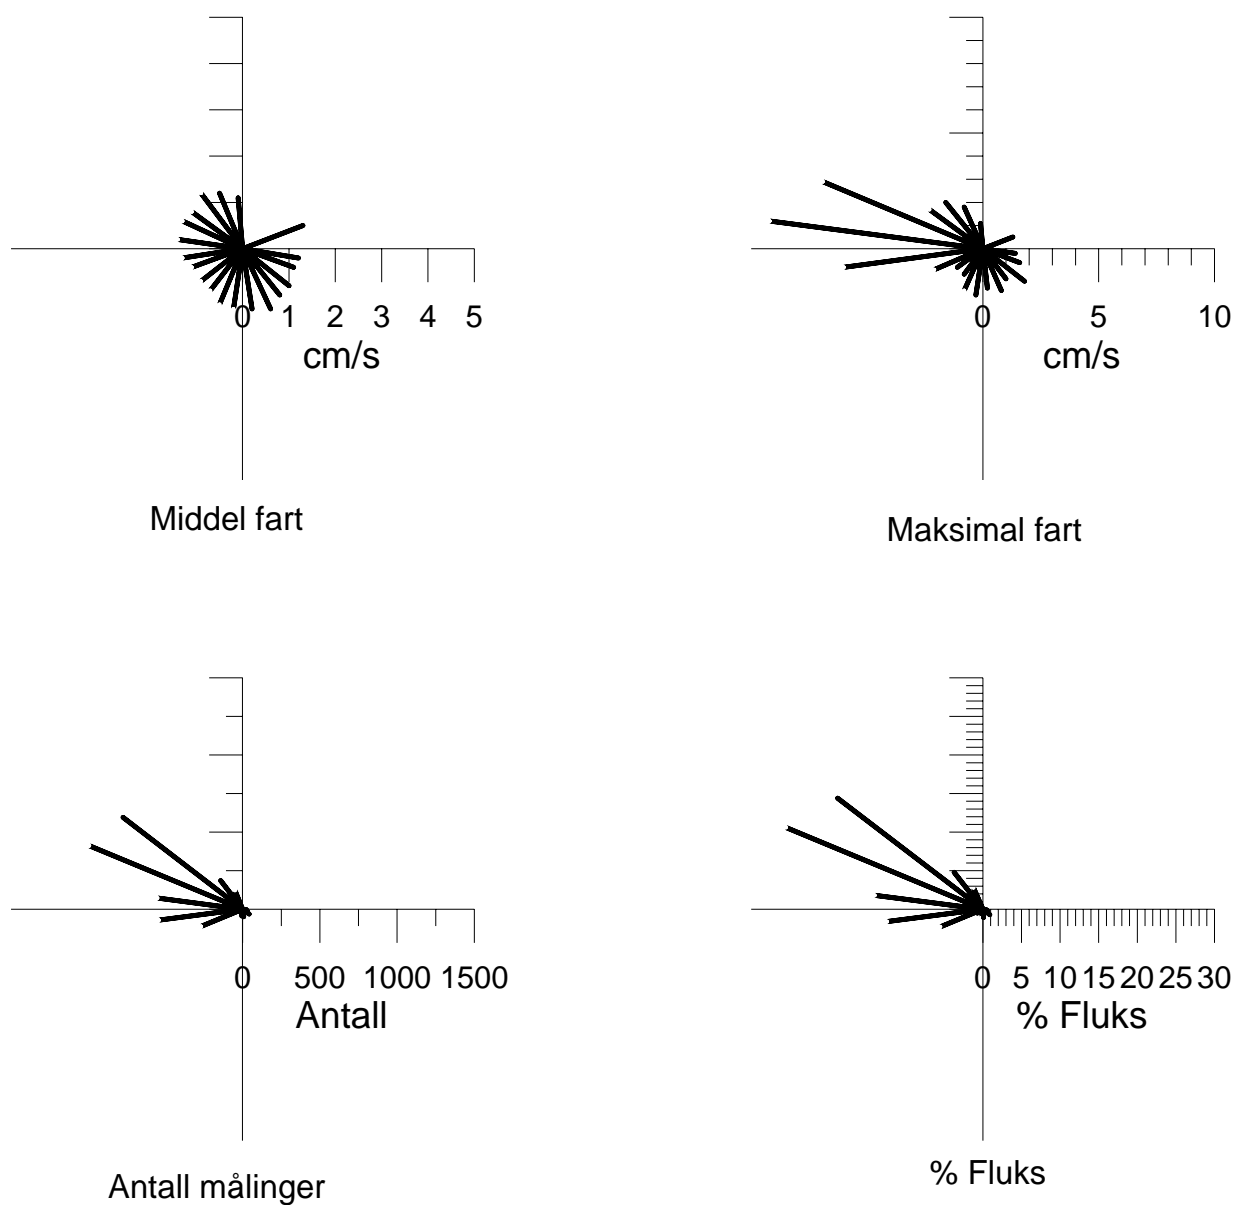 0 1 2 3 4 5
cm/s
Middel fart
0 5 10
cm/s
Maksimal fart
0 500 1000 1500
Antall
Antall målinger
0 5 10 15 20 25 30
% Fluks
% Fluks